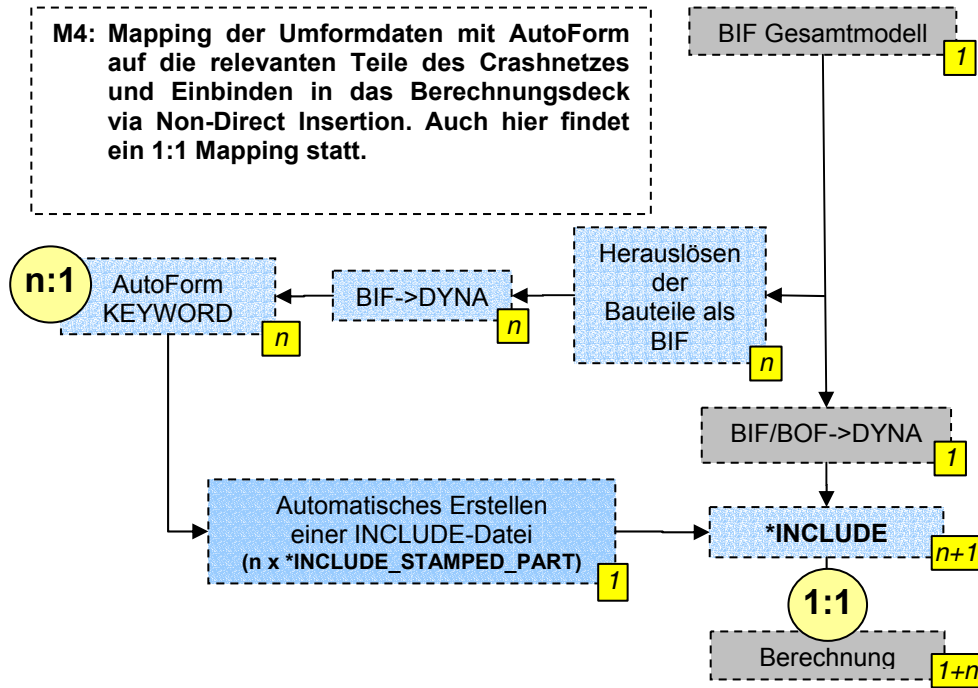 M4: Mapping der Umformdaten mit AutoForm
auf die relevanten Teile des Crashnetzes
und Einbinden in das Berechnungsdeck
via Non-Direct Insertion. Auch hier findet
ein 1:1 Mapping statt.
BIF Gesamtmodell
1
n:1
AutoForm
KEYWORD
n
BIF->DYNA
n
Herauslösen
der
Bauteile als
BIF
n
BIF/BOF->DYNA
1
Automatisches Erstellen
einer INCLUDE-Datei
(n x *INCLUDE_STAMPED_PART)
1
*INCLUDE
n+1
1:1
Berechnung
1+n